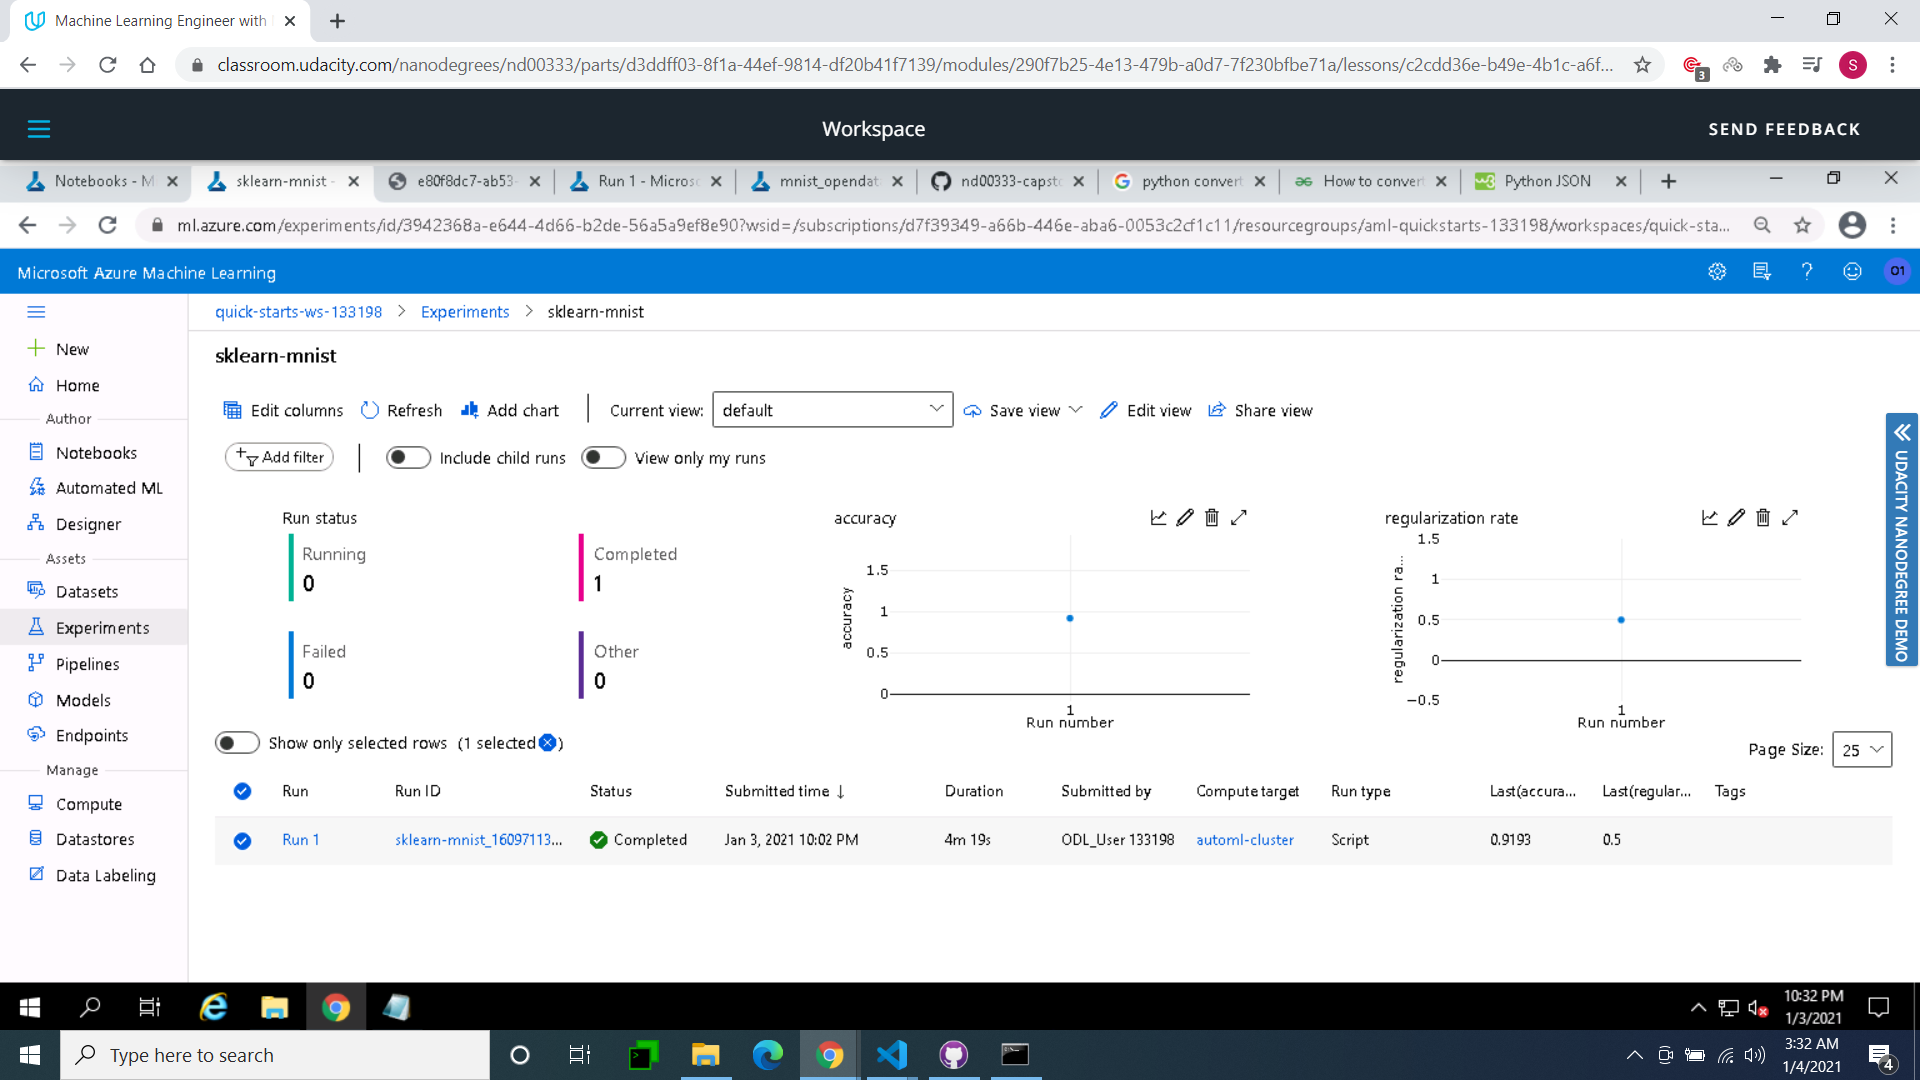 Machine Learning Engineer with
classroom.udacity.com/nanodegrees/nd00333/parts/d3ddff03-8f1a-44ef-9814-df20b41f7139/modules/290f7b25-4e13-479b-a0d7-7f230bfbe71a/lessons/c2cdd36e-b49e-4b1c-a6f...
3
S
Workspace
SEND FEEDBACK
Notebooks - M
sklearn-mnist -
e80f8dc7-ab53-
Run 1 - Microso
mnist_opendat
nd00333-capst
python convert
How to convert
Python JSON
ml.azure.com/experiments/id/3942368a-e644-4d66-b2de-56a5a9ef8e90?wsid=/subscriptions/d7f39349-a66b-446e-aba6-0053c2cf1c11/resourcegroups/aml-quickstarts-133198/workspaces/quick-sta...
Microsoft Azure Machine Learning
O1
quick-starts-ws-133198 > Experiments > sklearn-mnist
New
Home
Author
Notebooks
Automated ML
Designer
Assets
Datasets
Experiments
Pipelines
Models
Endpoints
Manage
Compute
Datastores
Data Labeling
sklearn-mnist
Edit columns Refresh Add chart Current view: default Save view Edit view Share view
Add filter Include child runs View only my runs
Run status
Running
0
Completed
1
Failed
0
Other
0
accuracy
accuracy
1.5
1
0.5
0
1
Run number
regularization rate
regularization ra...
1.5
1
0.5
0
−0.5
1
Run number
UDACITY NANODEGREE DEMO
Show only selected rows (1 selected )
Page Size: 25
Run Run ID Status Submitted time ↓ Duration Submitted by Compute target Run type Last(accura... Last(regular... Tags
Run 1 sklearn-mnist_16097113... Completed Jan 3, 2021 10:02 PM 4m 19s ODL_User 133198 automl-cluster Script 0.9193 0.5
10:32 PM
1/3/2021
Type here to search
3:32 AM
1/4/2021
4